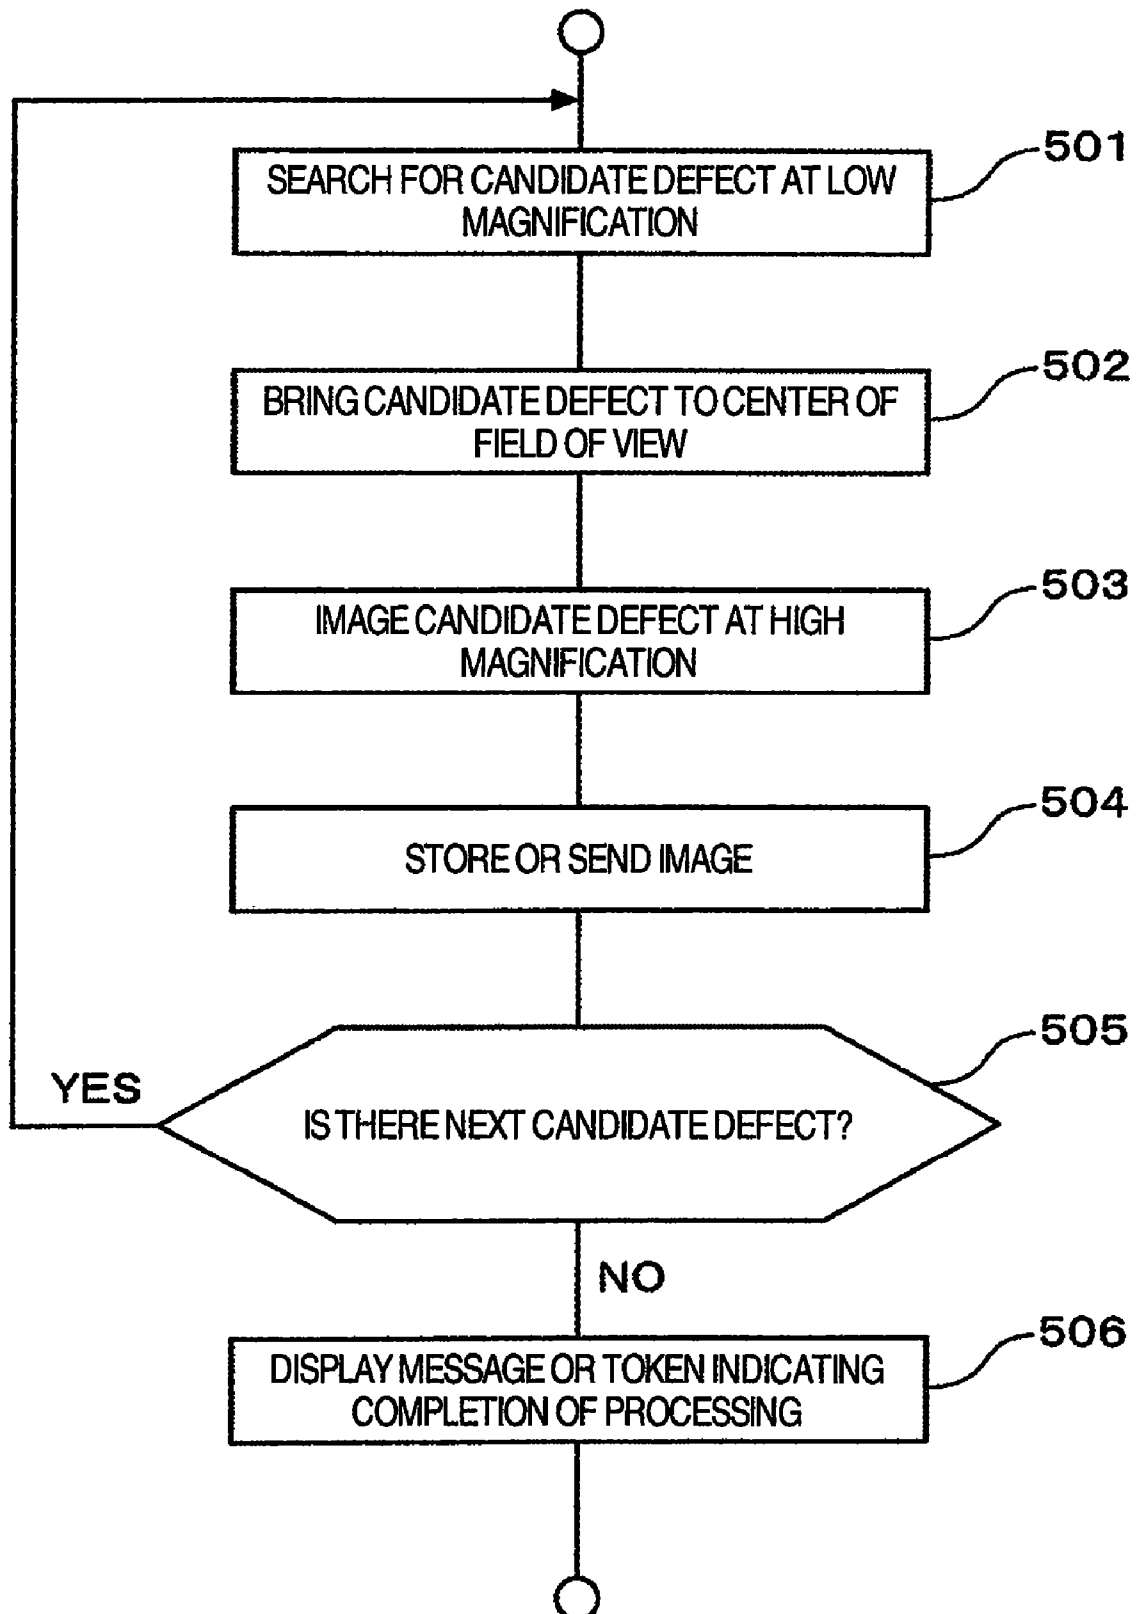 501
SEARCH FOR CANDIDATE DEFECT AT LOW
MAGNIFICATION
502
BRING CANDIDATE DEFECT TO CENTER OF
FIELD OF VIEW
503
IMAGE CANDIDATE DEFECT AT HIGH
MAGNIFICATION
504
STORE OR SEND IMAGE
505
YES
IS THERE NEXT CANDIDATE DEFECT?
NO
506
DISPLAY MESSAGE OR TOKEN INDICATING
COMPLETION OF PROCESSING